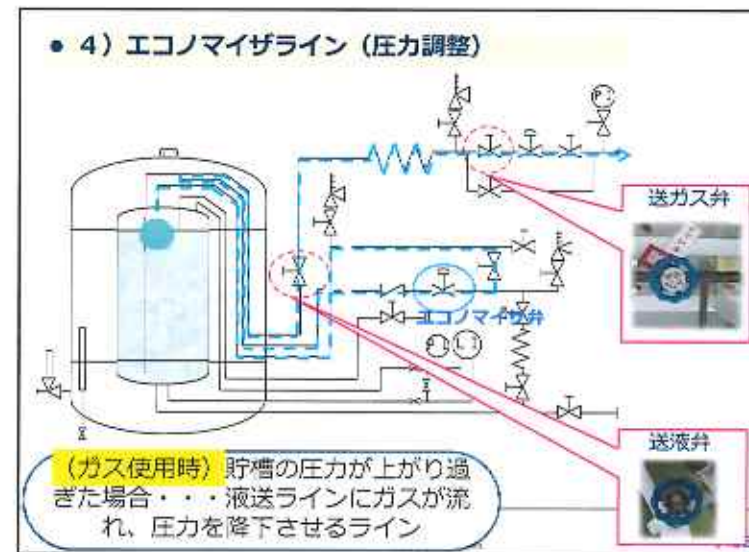 ● 4）エコノマイザライン（圧力調整）
P
送ガス弁
エコノマイザ弁
P
L
送液弁
（ガス使用時）貯槽の圧力が上がり過
ぎた場合・・・液送ラインにガスが流
れ、圧力を降下させるライン